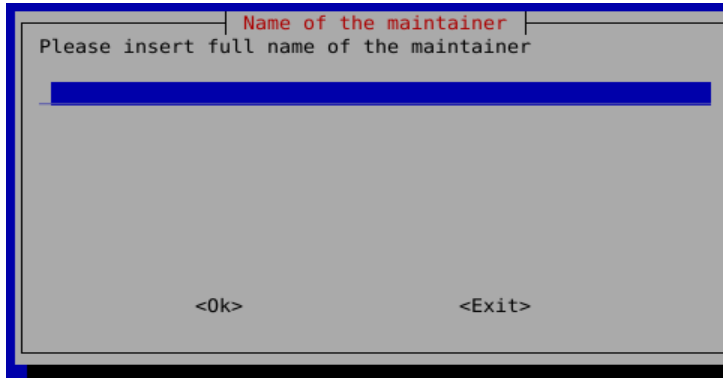 Name of the maintainer
Please insert full name of the maintainer
<Ok> <Exit>